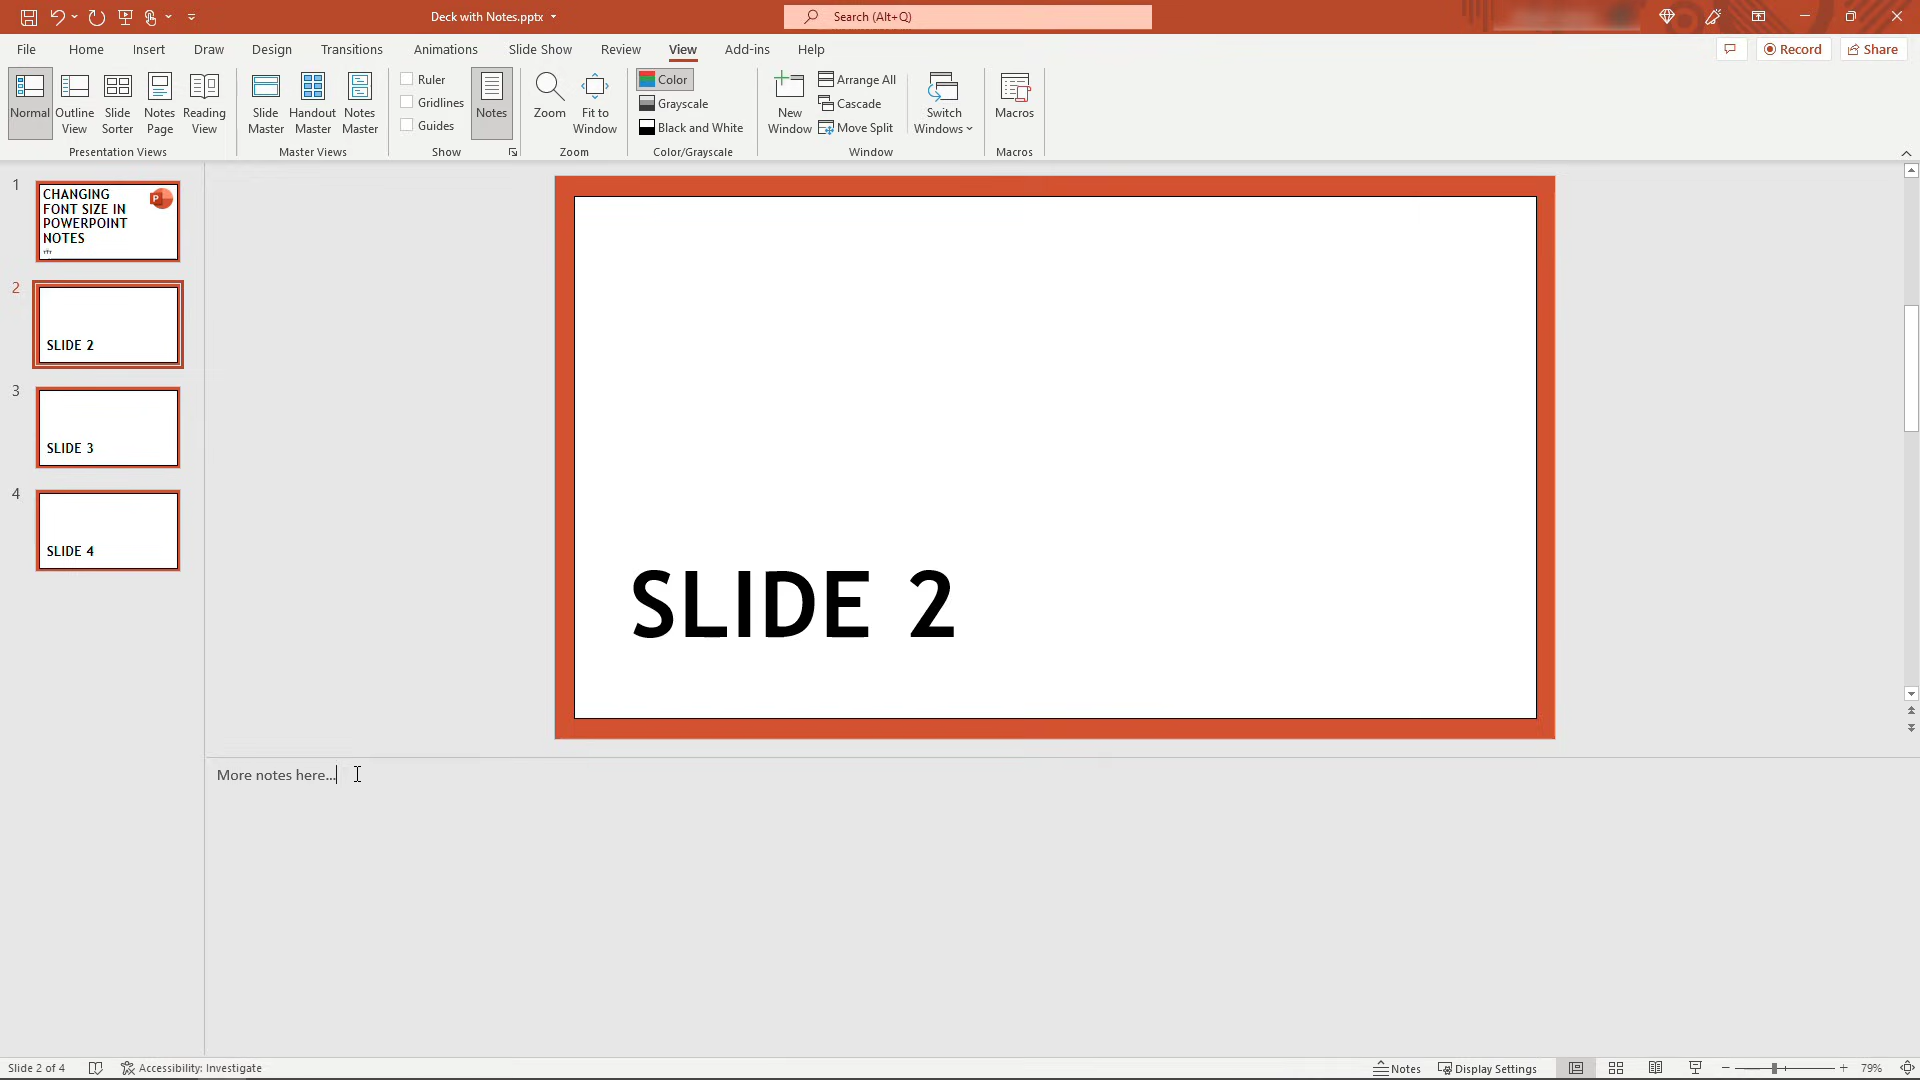 Deck with Notes.pptx
Search (Alt+Q)
File Home Insert Draw Design Transitions Animations Slide Show Review View Add-ins Help
Record Share
Normal
Outline View
Slide Sorter
Notes Page
Reading View
Presentation Views
Slide Master
Handout Master
Notes Master
Master Views
Ruler
Gridlines
Guides
Show
Notes
Zoom
Fit to Window
Zoom
Color
Grayscale
Black and White
Color/Grayscale
New Window
Arrange All
Cascade
Move Split
Switch Windows
Window
Macros
Macros
1
CHANGING
FONT SIZE IN
POWERPOINT
NOTES
P
2
SLIDE 2
3
SLIDE 3
4
SLIDE 4
SLIDE 2
More notes here...
Slide 2 of 4 Accessibility: Investigate Notes Display Settings 79%